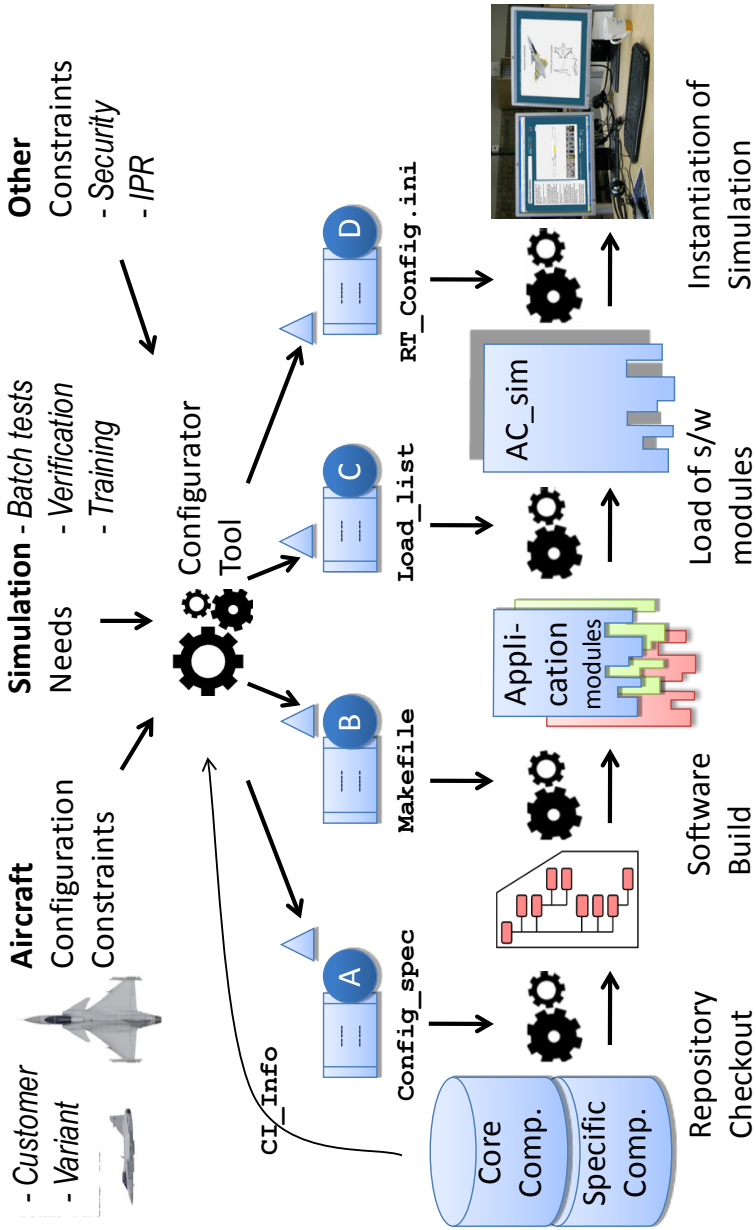 Aircraft
Configuration
Constraints
- Customer
- Variant
Simulation - Batch tests
Needs - Verification
- Training
Other
Constraints
- Security
- IPR
Configurator
Tool
CI_Info
A
Config_spec
B
Makefile
C
Load_list
D
RT_Config.ini
Core
Comp.
Specific
Comp.
Appli-
cation
modules
AC_sim
Repository
Checkout
Software
Build
Load of s/w
modules
Instantiation of
Simulation